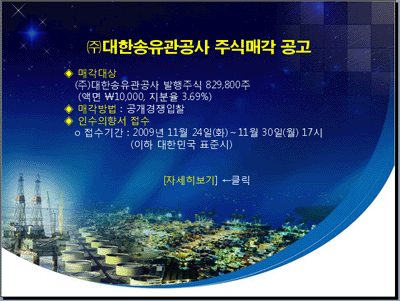 ㈜대한송유관공사 주식매각 공고
◈ 매각대상
㈜대한송유관공사 발행주식 829,800주
(액면 ₩10,000, 지분율 3.69%)
◈ 매각방법 : 공개경쟁입찰
◈ 인수의향서 접수
o 접수기간 : 2009년 11월 24일(화)~11월 30일(월) 17시
(이하 대한민국 표준시)
[자세히보기] ←클릭